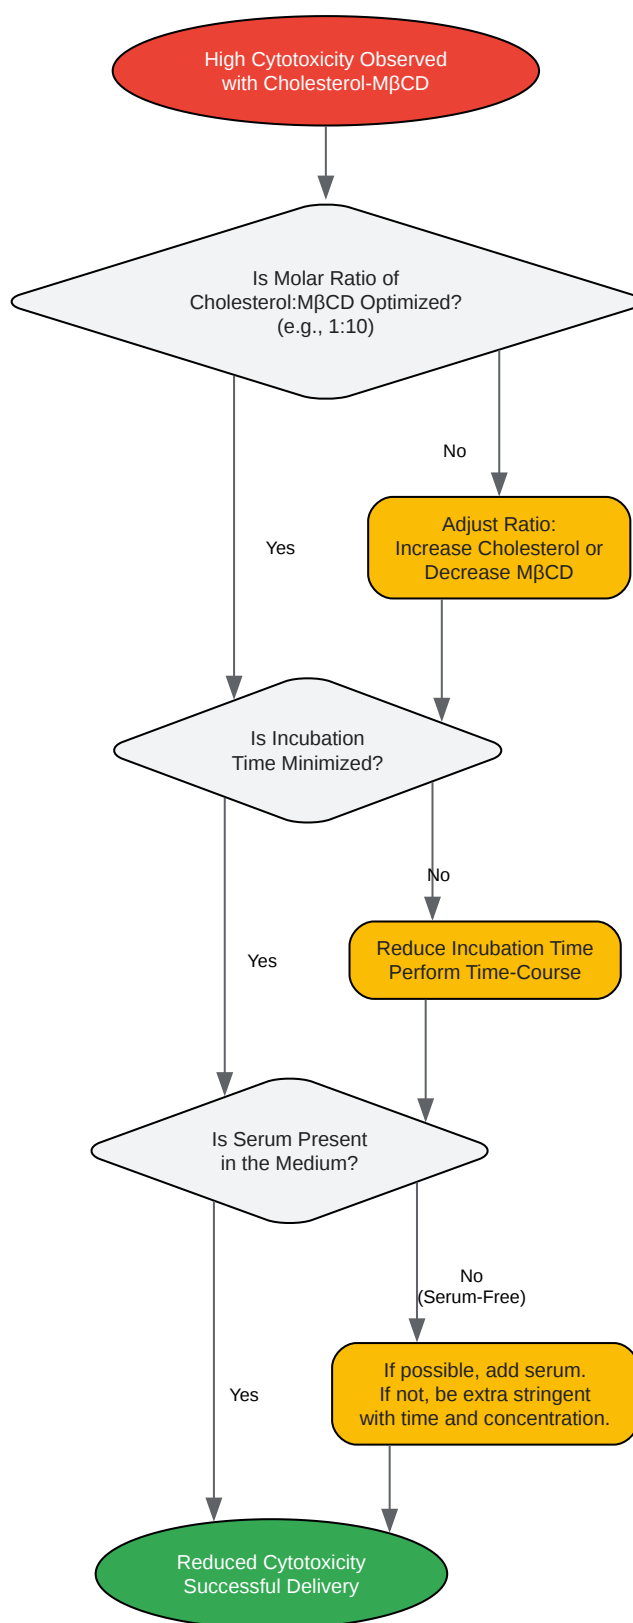 High Cytotoxicity Observed
with Cholesterol-MβCD
Is Molar Ratio of
Cholesterol:MβCD Optimized?
(e.g., 1:10)
No
Adjust Ratio:
Increase Cholesterol or
Decrease MβCD
Yes
Is Incubation
Time Minimized?
No
Reduce Incubation Time
Perform Time-Course
Yes
Is Serum Present
in the Medium?
No
(Serum-Free)
If possible, add serum.
If not, be extra stringent
with time and concentration.
Yes
Reduced Cytotoxicity
Successful Delivery